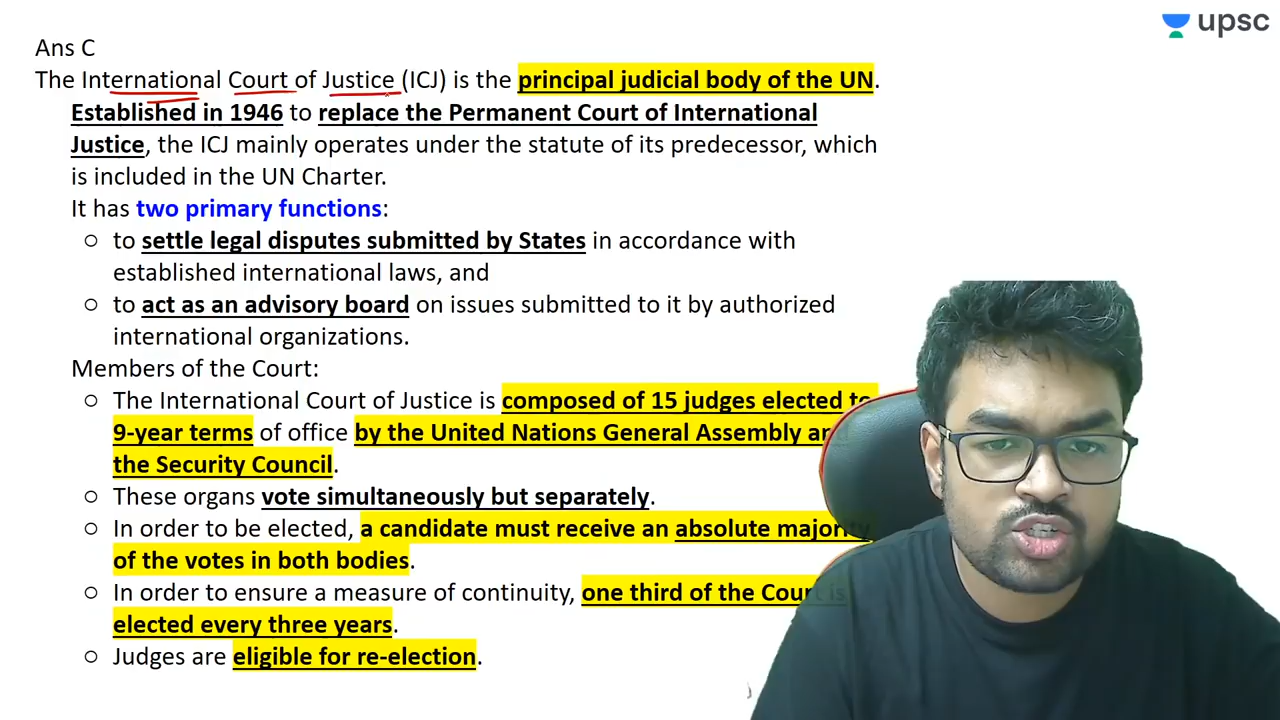 upsc
Ans C
The International Court of Justice (ICJ) is the principal judicial body of the UN.
Established in 1946 to replace the Permanent Court of International
Justice, the ICJ mainly operates under the statute of its predecessor, which
is included in the UN Charter.
It has two primary functions:
○ to settle legal disputes submitted by States in accordance with
established international laws, and
○ to act as an advisory board on issues submitted to it by authorized
international organizations.
Members of the Court:
○ The International Court of Justice is composed of 15 judges elected to
9-year terms of office by the United Nations General Assembly and
the Security Council.
○ These organs vote simultaneously but separately.
○ In order to be elected, a candidate must receive an absolute majority
of the votes in both bodies.
○ In order to ensure a measure of continuity, one third of the Court is
elected every three years.
○ Judges are eligible for re-election.